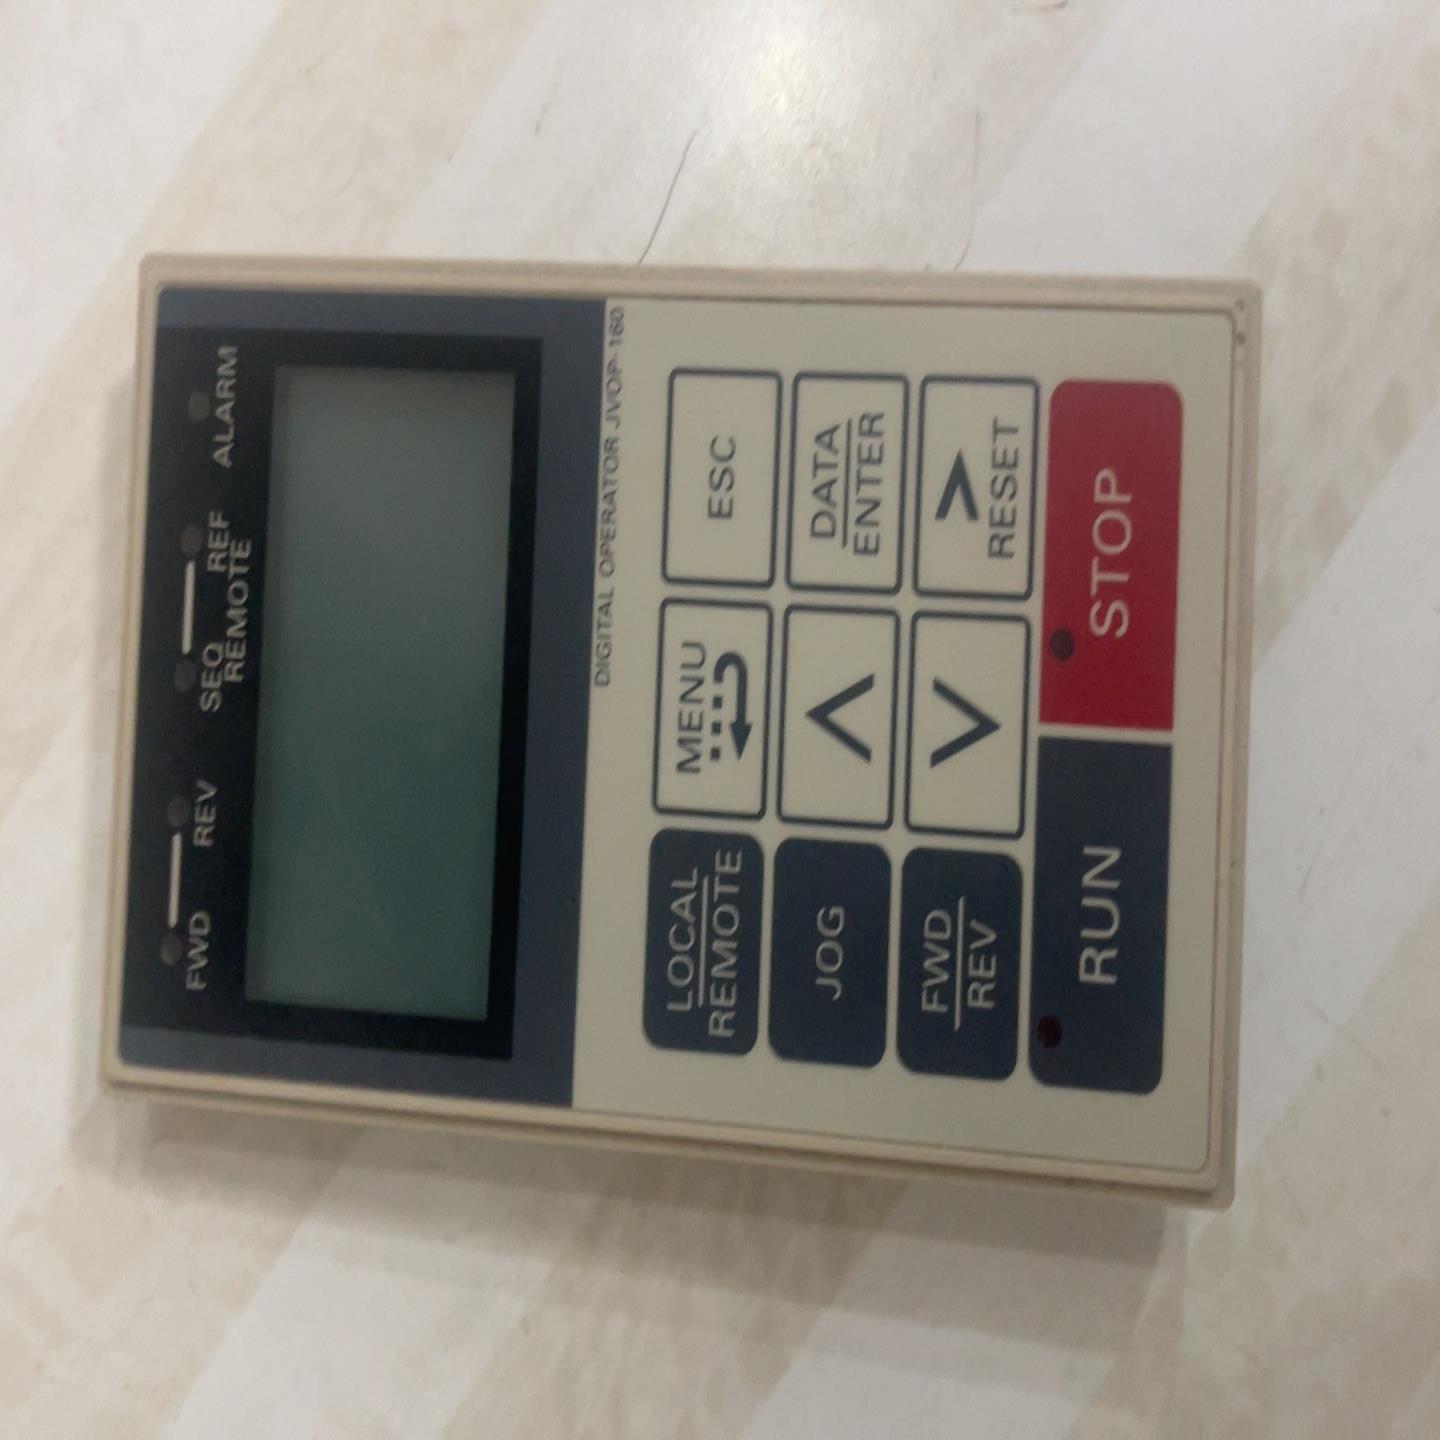 FWD REV SEQ REF ALARM
REMOTE
DIGITAL OPERATOR JVOP-160
LOCAL
REMOTE
MENU
ESC
JOG
∧
DATA
ENTER
FWD
REV
∨
>
RESET
RUN
STOP